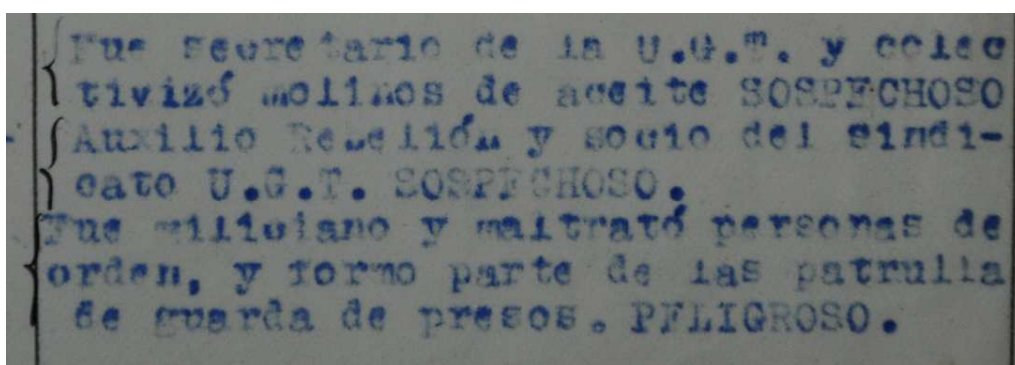 Fue secretario de la U.G.T. y colec
tivizó molinos de aceite SOSPECHOSO
Auxilio Rebelión y socio del Sindi-
cato U.G.T. SOSPECHOSO.
Fue miliciano y maltrató personas de
orden, y formo parte de las patrulla
de guarda de presos. PELIGROSO.